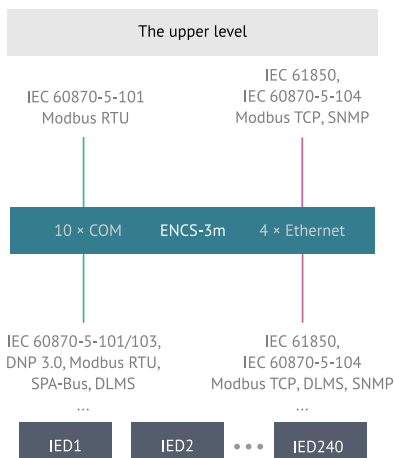 The upper level
IEC 60870-5-101
Modbus RTU
IEC 61850,
IEC 60870-5-104
Modbus TCP, SNMP
10 × COM
ENCS-3m
4 × Ethernet
IEC 60870-5-101/103,
DNP 3.0, Modbus RTU,
SPA-Bus, DLMS
...
IEC 61850,
IEC 60870-5-104
Modbus TCP, DLMS, SNMP
...
IED1
IED2
IED240